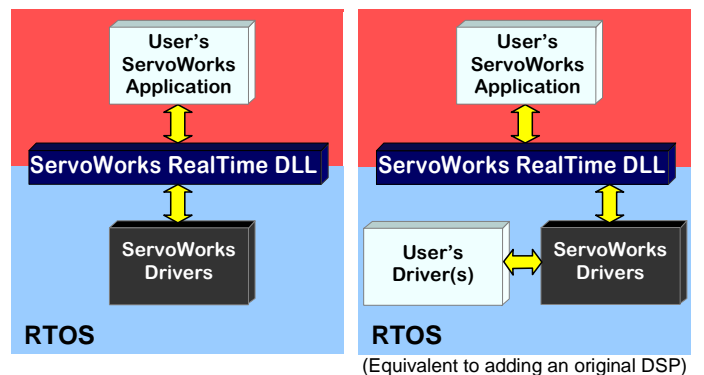 User's
ServoWorks
Application
ServoWorks RealTime DLL
ServoWorks
Drivers
RTOS
User's
ServoWorks
Application
ServoWorks RealTime DLL
User's
Driver(s)
ServoWorks
Drivers
RTOS
(Equivalent to adding an original DSP)